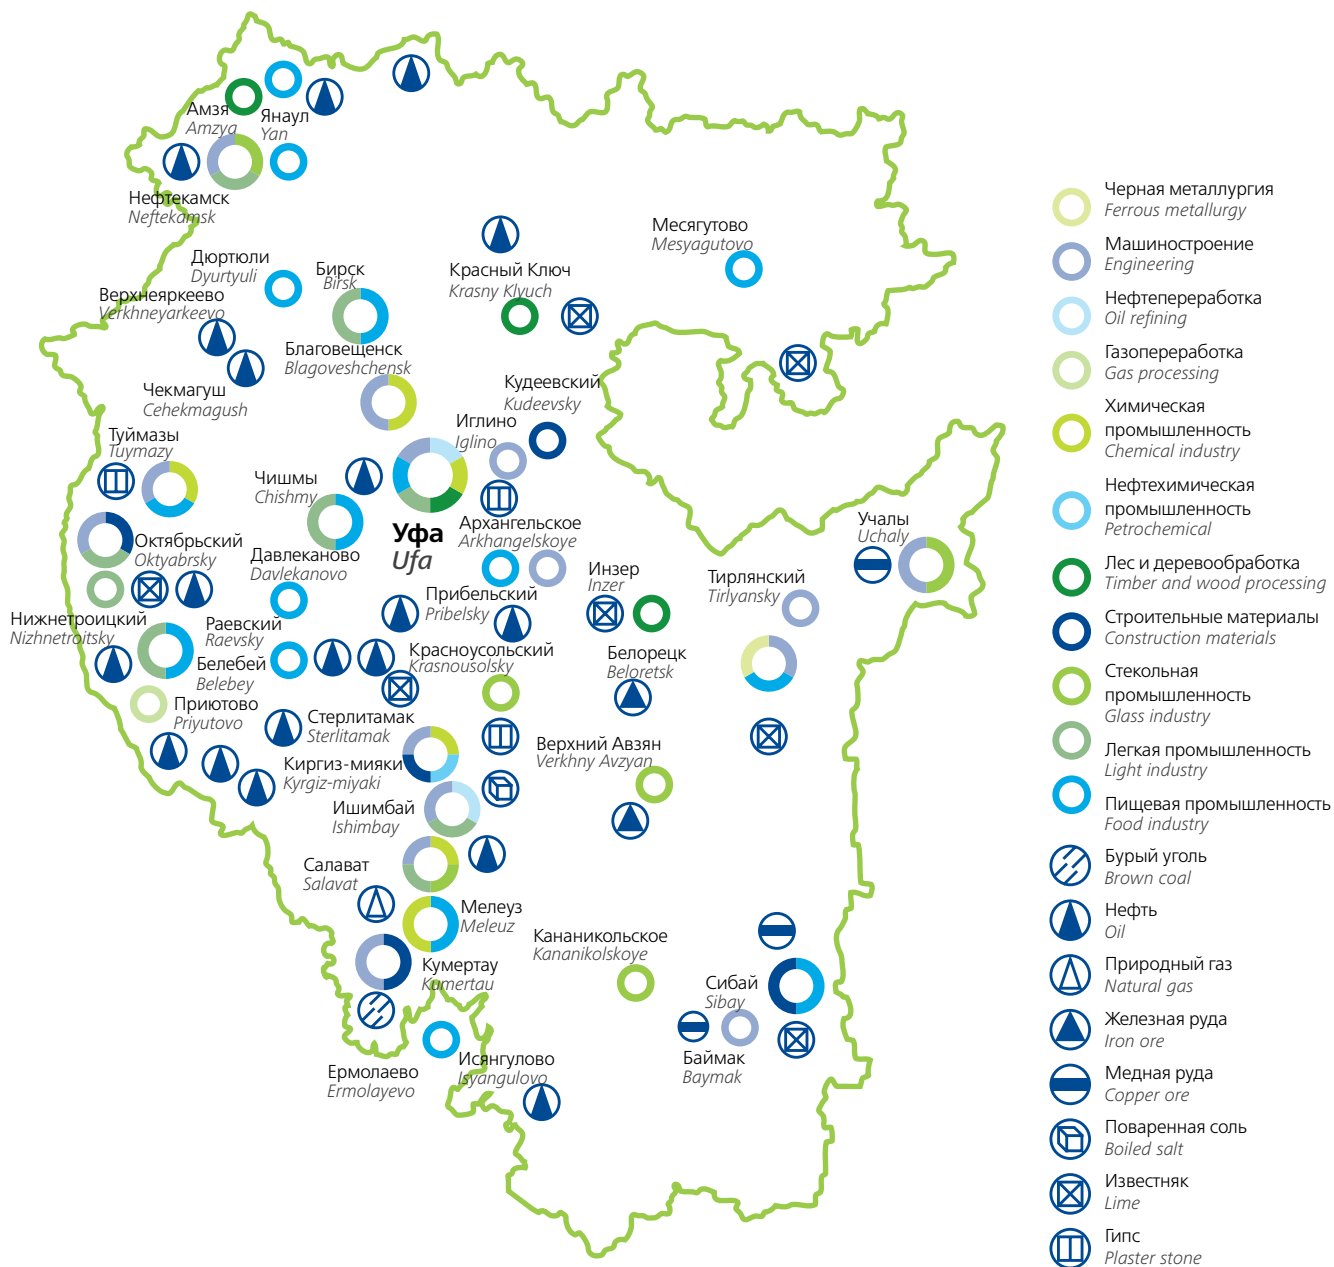 Амзя
Amzya
Янаул
Yan
Нефтекамск
Neftekamsk
Дюртюли
Dyurtyuli
Бирск
Birsk
Верхнеяркеево
Verkhneyarkeevo
Красный Ключ
Krasny Klyuch
Месягутово
Mesyagutovo
Благовещенск
Blagoveshchensk
Чекмагуш
Cehekmagush
Кудеевский
Kudeevsky
Туймазы
Tuymazy
Иглино
Iglino
Чишмы
Chishmy
Уфа
Ufa
Архангельское
Arkhangelskoye
Учалы
Uchaly
Октябрьский
Oktyabrsky
Давлеканово
Davlekanovo
Инзер
Inzer
Тирлянский
Tirlyansky
Прибельский
Pribelsky
Нижнетроицкий
Nizhnetroitsky
Раевский
Raevsky
Белебей
Belebey
Красноусольский
Krasnousolsky
Белорецк
Beloretsk
Приютово
Priyutovo
Стерлитамак
Sterlitamak
Верхний Авзян
Verkhny Avzyan
Киргиз-мияки
Kyrgiz-miyaki
Ишимбай
Ishimbay
Салават
Salavat
Мелеуз
Meleuz
Кананикольское
Kananikolskoye
Кумертау
Kumertau
Сибай
Sibay
Баймак
Baymak
Ермолаево
Ermolayevo
Исянгулово
Isyangulovo
Черная металлургия
Ferrous metallurgy
Машиностроение
Engineering
Нефтепереработка
Oil refining
Газопереработка
Gas processing
Химическая
промышленность
Chemical industry
Нефтехимическая
промышленность
Petrochemical
Лес и деревообработка
Timber and wood processing
Строительные материалы
Construction materials
Стекольная
промышленность
Glass industry
Легкая промышленность
Light industry
Пищевая промышленность
Food industry
Бурый уголь
Brown coal
Нефть
Oil
Природный газ
Natural gas
Железная руда
Iron ore
Медная руда
Copper ore
Поваренная соль
Boiled salt
Известняк
Lime
Гипс
Plaster stone